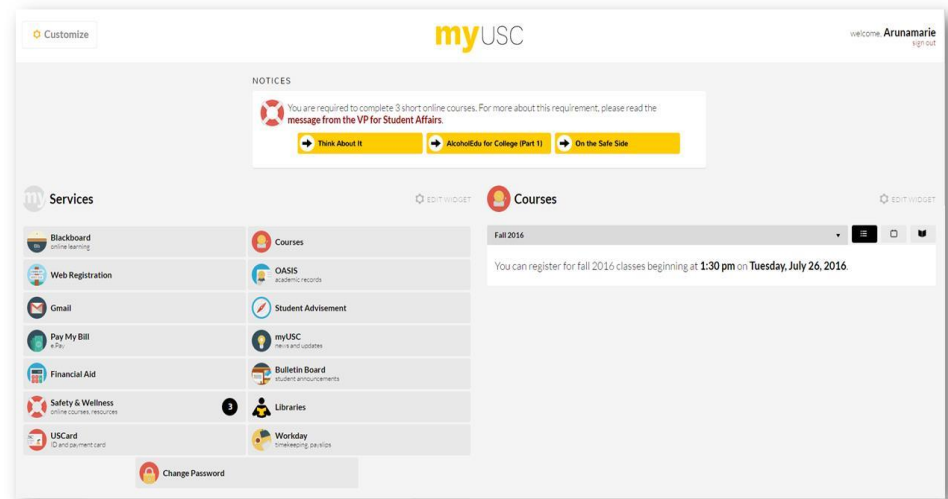 Customize
myUSC
welcome, Arunamarie
sign out
NOTICES
You are required to complete 3 short online courses. For more about this requirement, please read the
message from the VP for Student Affairs.
Think About It
AlcoholEdu for College (Part 1)
On the Safe Side
my Services
EDIT WIDGET
Blackboard
online learning
Courses
Web Registration
OASIS
academic records
Gmail
Student Advisement
Pay My Bill
e.Pay
myUSC
news and updates
Financial Aid
Bulletin Board
student announcements
Safety & Wellness
online courses, resources
3
Libraries
USCard
ID and payment card
Workday
timekeeping, payslips
Change Password
Courses
EDIT WIDGET
Fall 2016
You can register for fall 2016 classes beginning at 1:30 pm on Tuesday, July 26, 2016.